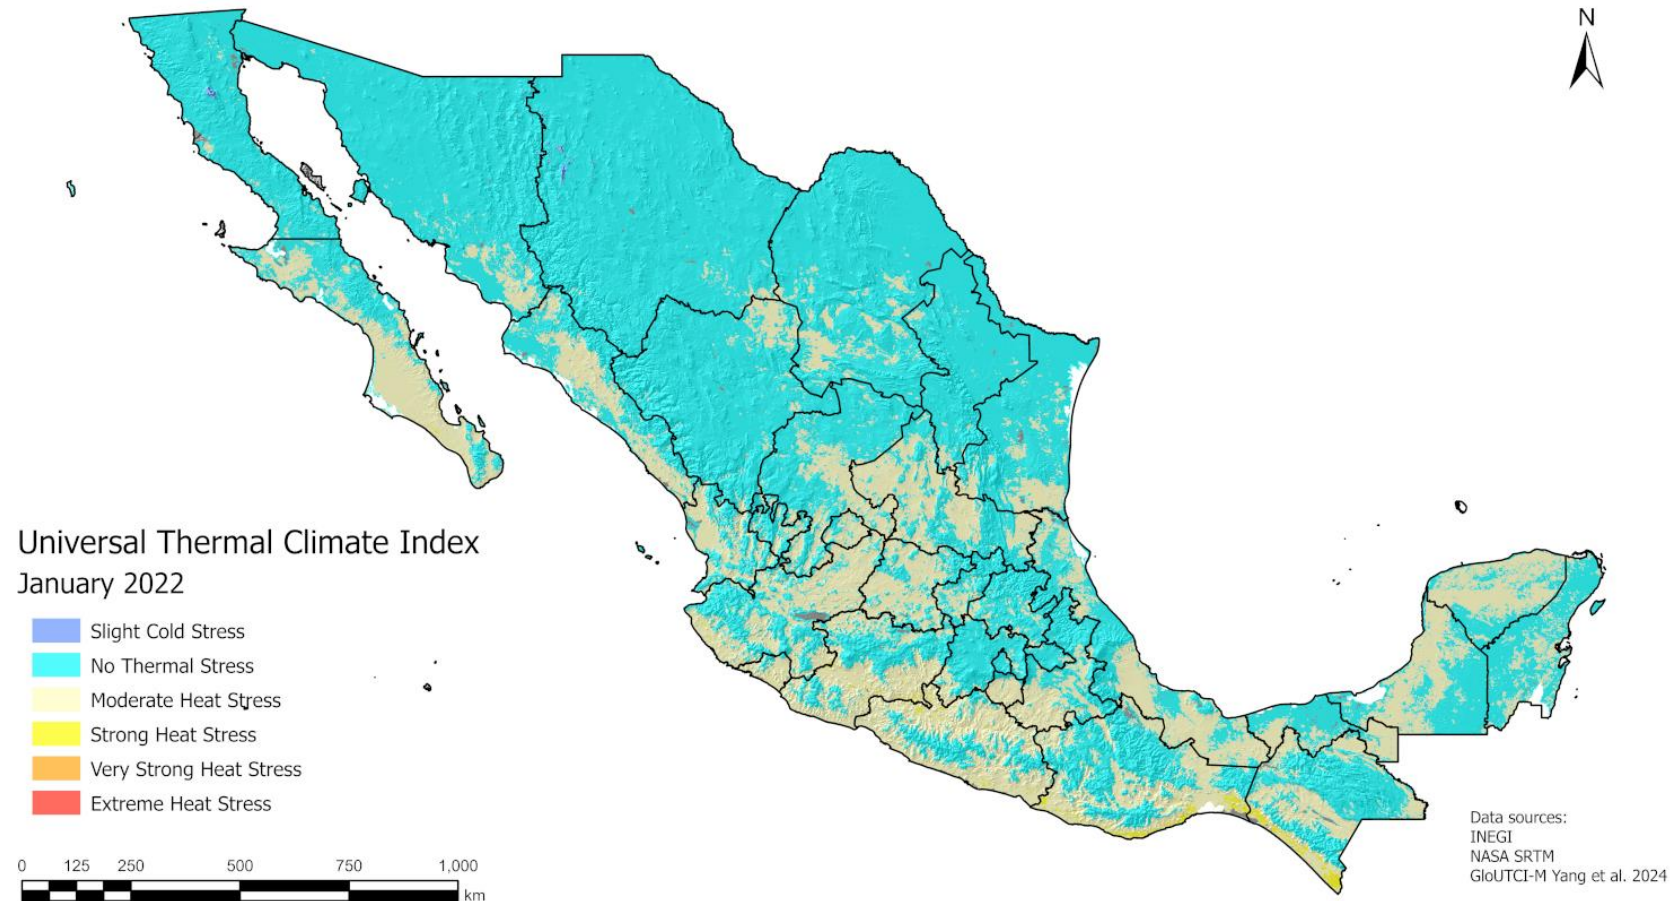 N
Universal Thermal Climate Index
January 2022
Slight Cold Stress
No Thermal Stress
Moderate Heat Stress
Strong Heat Stress
Very Strong Heat Stress
Extreme Heat Stress
0 125 250 500 750 1,000
km
Data sources:
INEGI
NASA SRTM
GloUTCI-M Yang et al. 2024